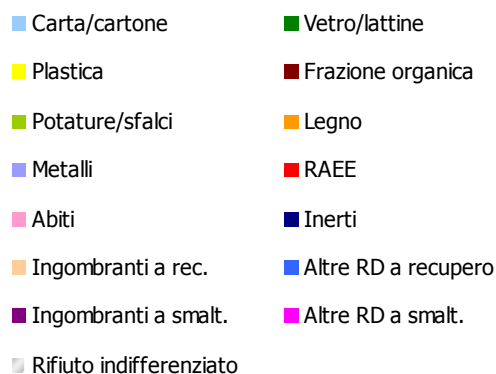 Carta/cartone
Vetro/lattine
Plastica
Frazione organica
Potature/sfalci
Legno
Metalli
RAEE
Abiti
Inerti
Ingombranti a rec.
Altre RD a recupero
Ingombranti a smalt.
Altre RD a smalt.
Rifiuto indifferenziato